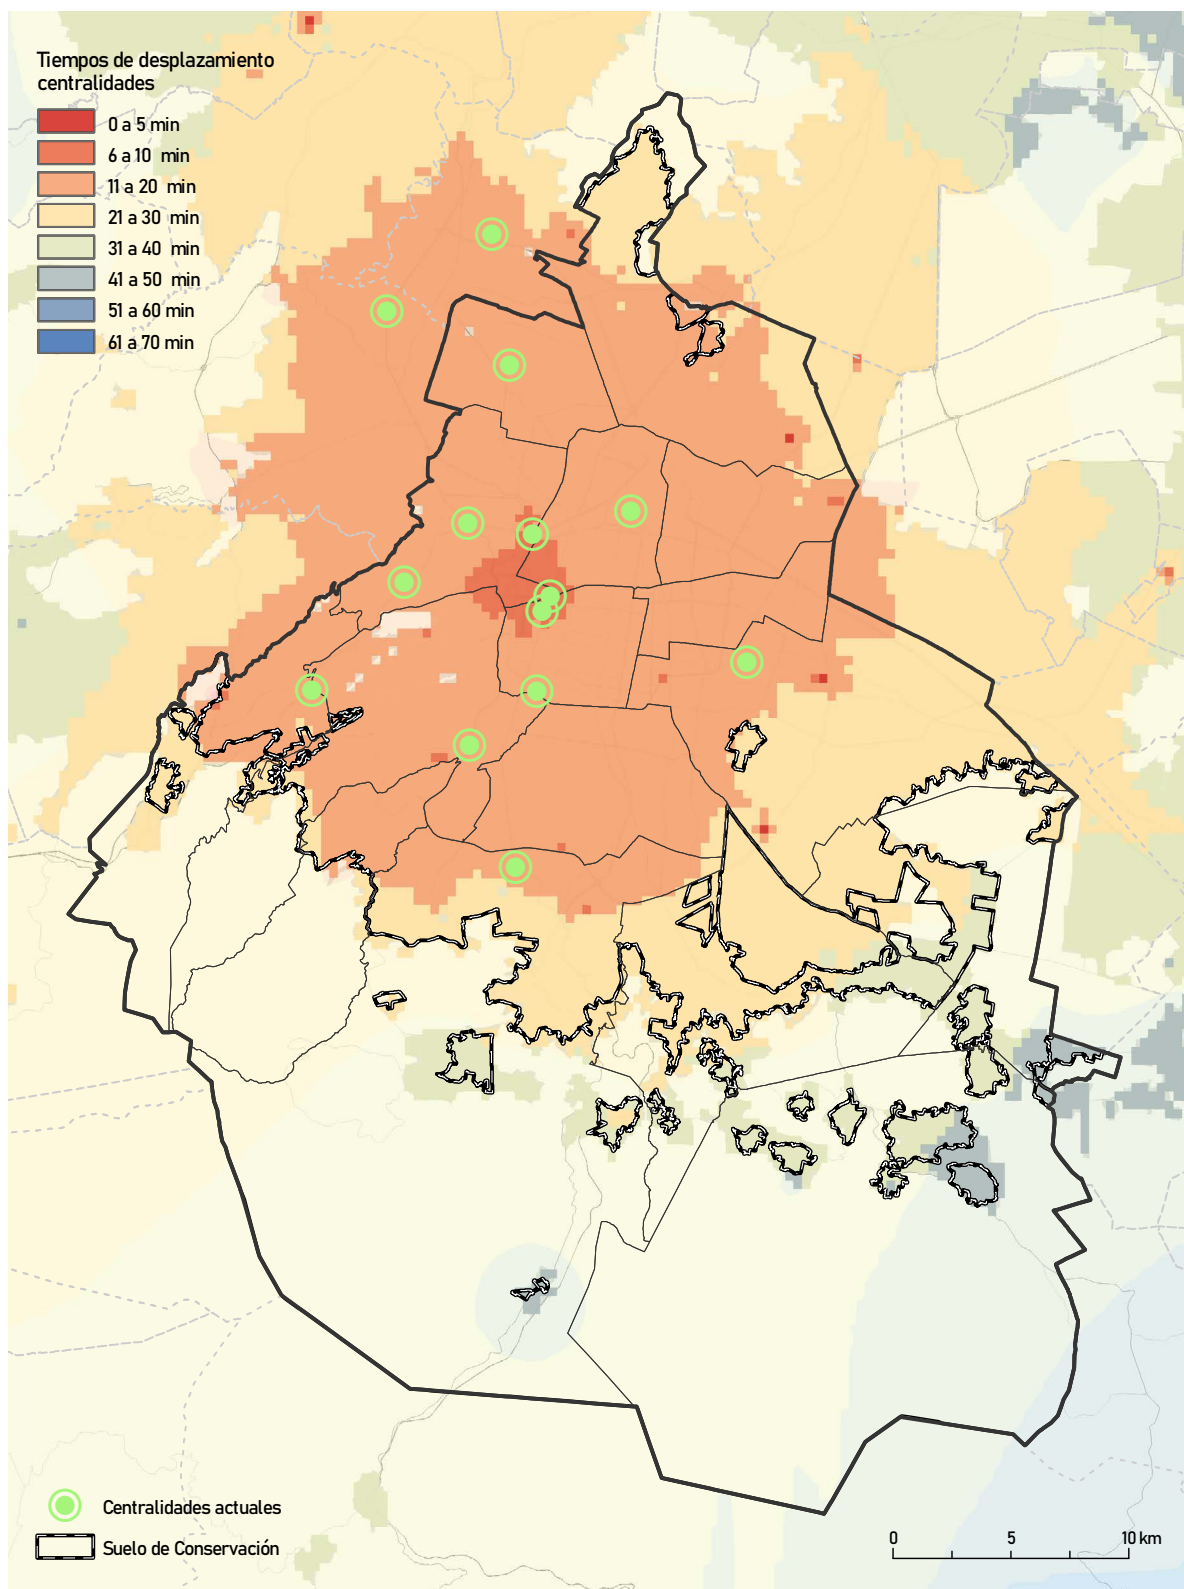 Tiempos de desplazamiento
centralidades
0 a 5 min
6 a 10 min
11 a 20 min
21 a 30 min
31 a 40 min
41 a 50 min
51 a 60 min
61 a 70 min
Centralidades actuales
Suelo de Conservación
0 5 10 km